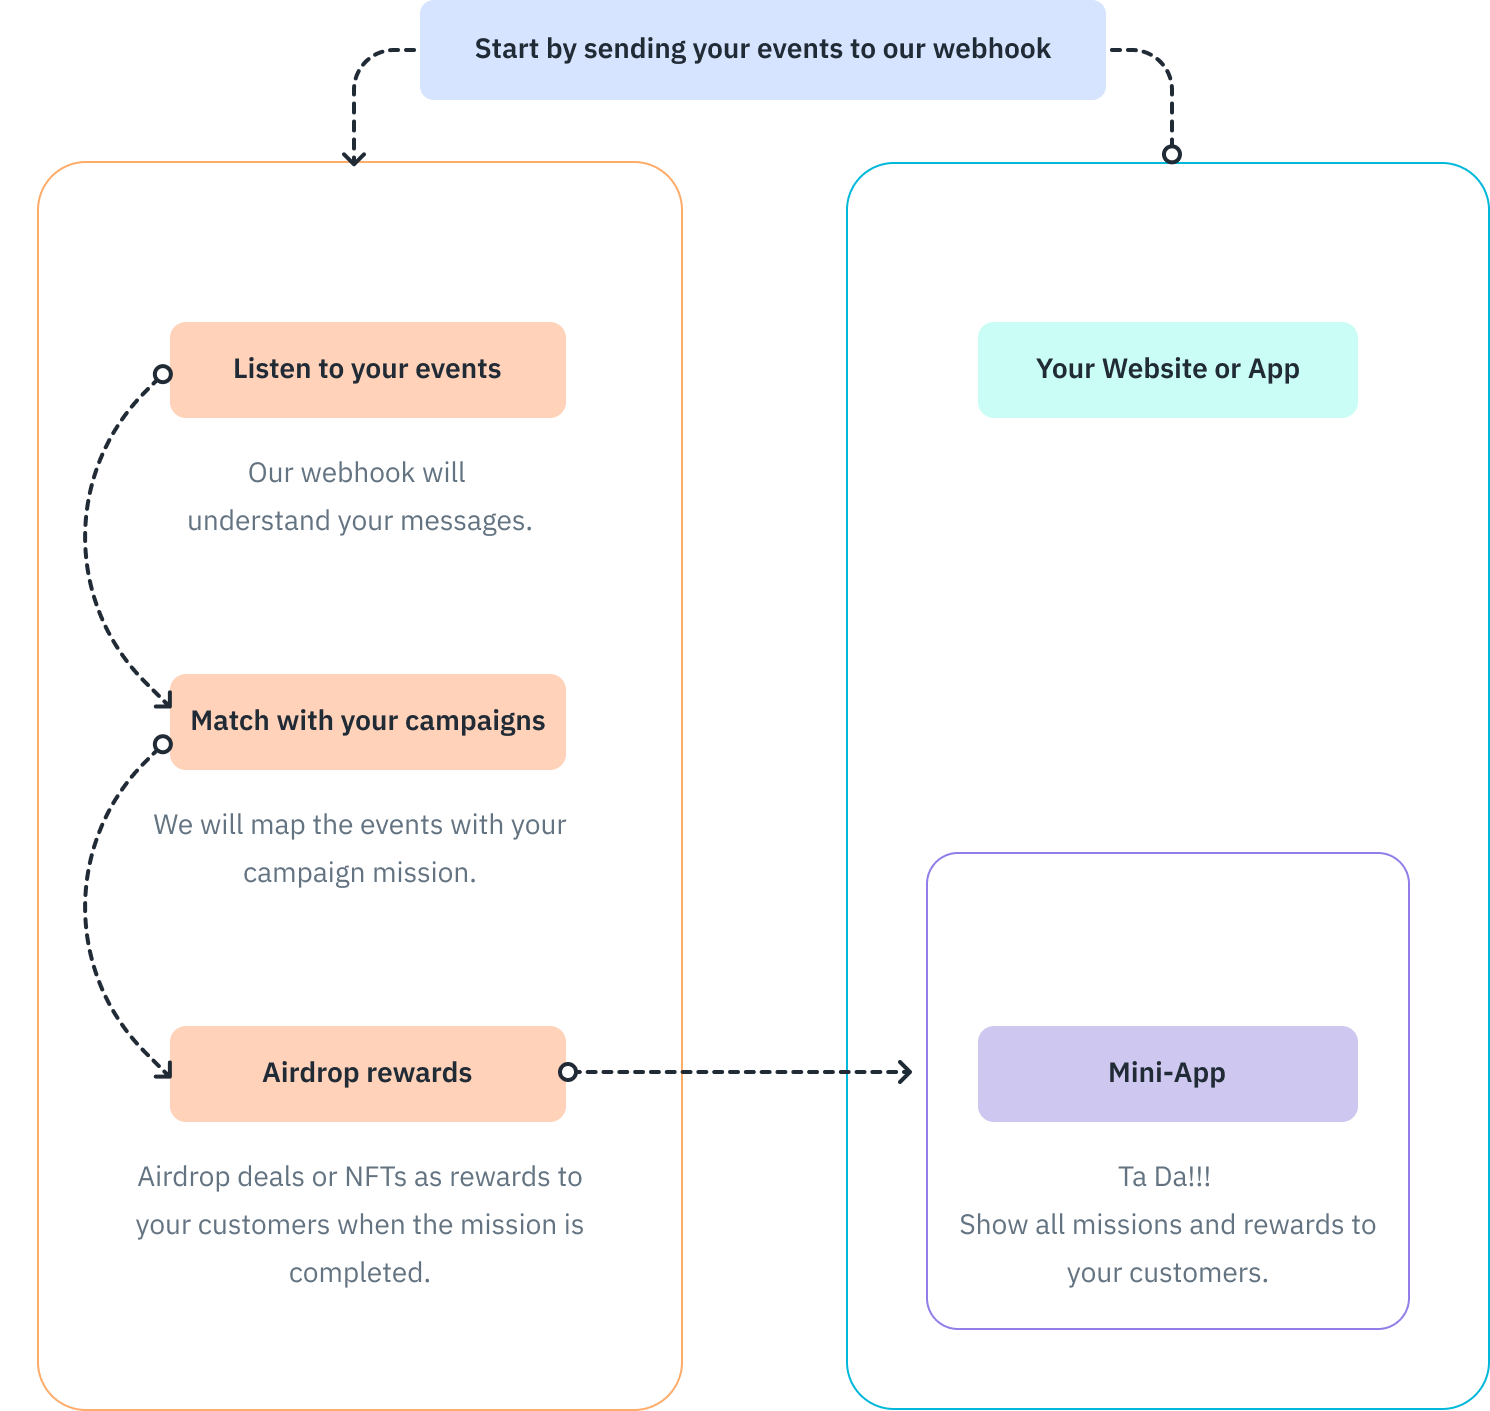 Start by sending your events to our webhook
Listen to your events
Our webhook will
understand your messages.
Match with your campaigns
We will map the events with your
campaign mission.
Airdrop rewards
Airdrop deals or NFTs as rewards to
your customers when the mission is
completed.
Your Website or App
Mini-App
Ta Da!!!
Show all missions and rewards to
your customers.